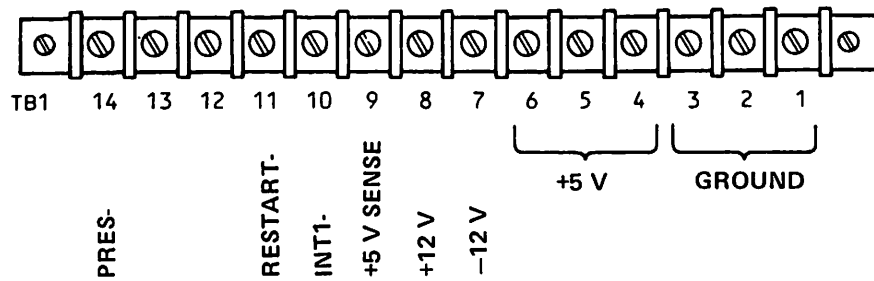 TB1 14 13 12 11 10 9 8 7 6 5 4 3 2 1
+5 V GROUND
PRES-
RESTART-
INT1-
+5 V SENSE
+12 V
−12 V